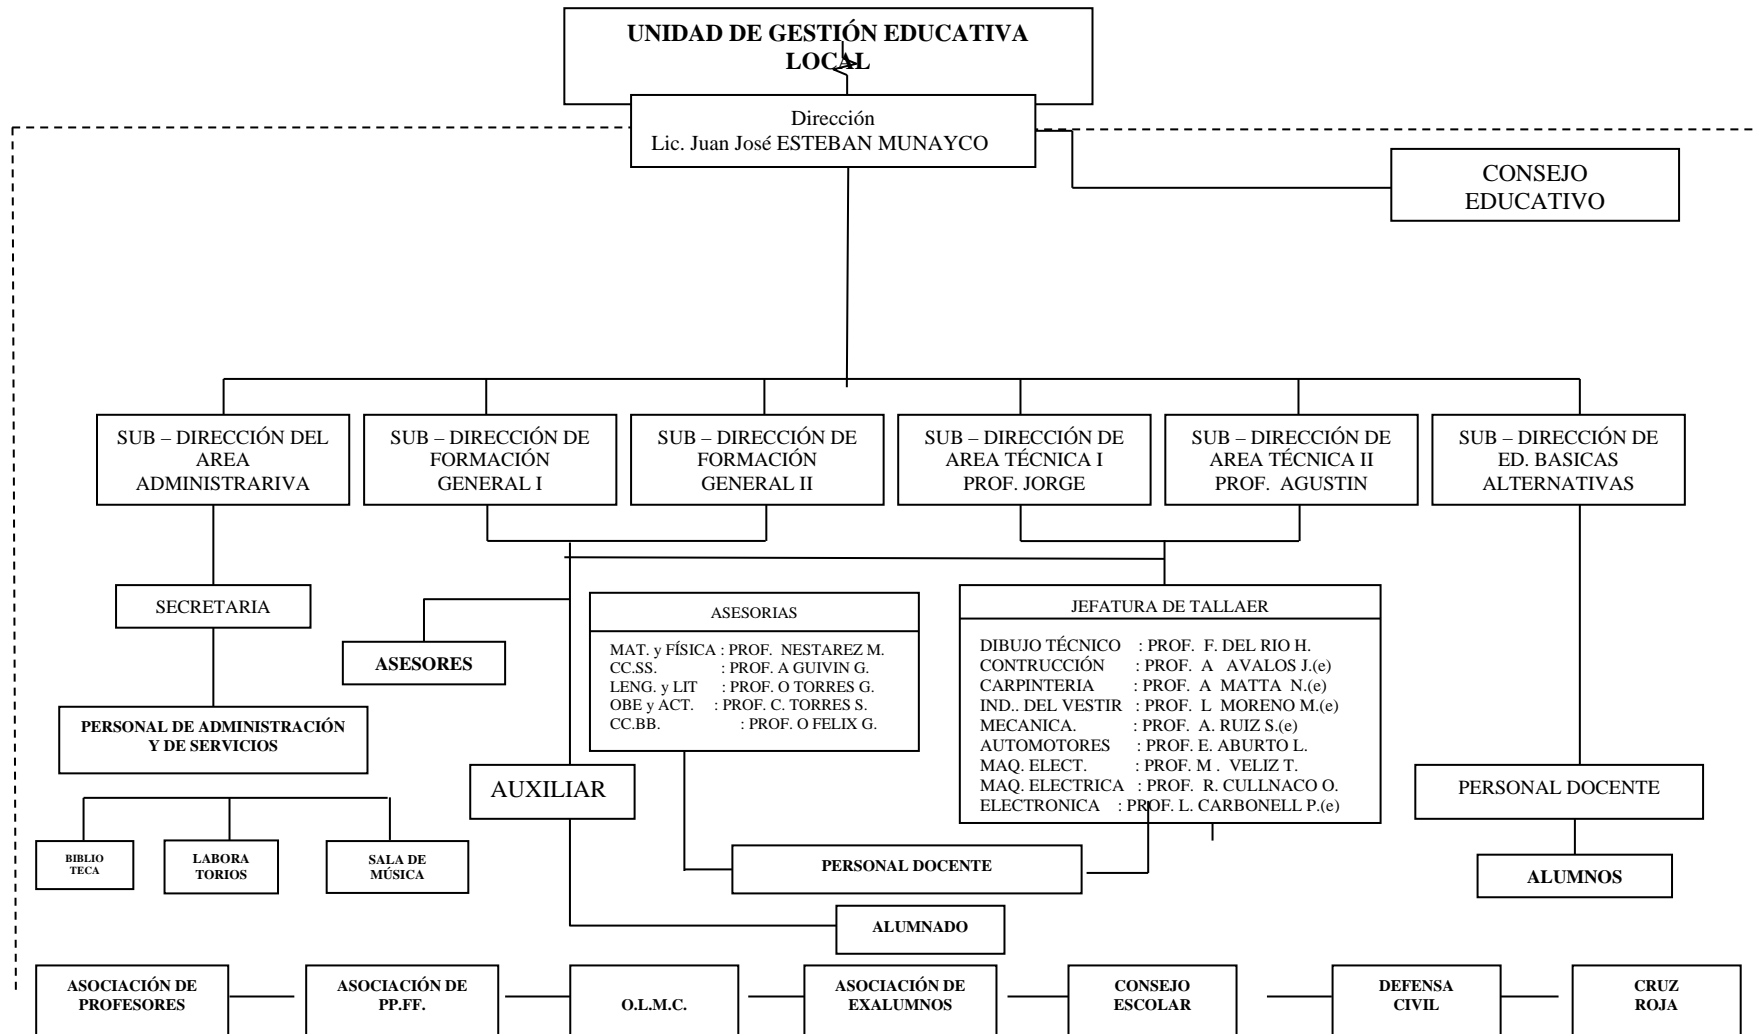 UNIDAD DE GESTIÓN EDUCATIVA
LOCAL
Dirección
Lic. Juan José ESTEBAN MUNAYCO
CONSEJO
EDUCATIVO
SUB – DIRECCIÓN DEL
AREA
ADMINISTRARIVA
SUB – DIRECCIÓN DE
FORMACIÓN
GENERAL I
SUB – DIRECCIÓN DE
FORMACIÓN
GENERAL II
SUB – DIRECCIÓN DE
AREA TÉCNICA I
PROF. JORGE
SUB – DIRECCIÓN DE
AREA TÉCNICA II
PROF. AGUSTIN
SUB – DIRECCIÓN DE
ED. BASICAS
ALTERNATIVAS
SECRETARIA
ASESORES
ASESORIAS
MAT. y FÍSICA : PROF. NESTAREZ M.
CC.SS. : PROF. A GUIVIN G.
LENG. y LIT : PROF. O TORRES G.
OBE y ACT. : PROF. C. TORRES S.
CC.BB. : PROF. O FELIX G.
JEFATURA DE TALLAER
DIBUJO TÉCNICO : PROF. F. DEL RIO H.
CONTRUCCIÓN : PROF. A AVALOS J.(e)
CARPINTERIA : PROF. A MATTA N.(e)
IND.. DEL VESTIR : PROF. L MORENO M.(e)
MECANICA. : PROF. A. RUIZ S.(e)
AUTOMOTORES : PROF. E. ABURTO L.
MAQ. ELECT. : PROF. M . VELIZ T.
MAQ. ELECTRICA : PROF. R. CULLNACO O.
ELECTRONICA : PROF. L. CARBONELL P.(e)
PERSONAL DE ADMINISTRACIÓN
Y DE SERVICIOS
AUXILIAR
PERSONAL DOCENTE
BIBLIO
TECA
LABORA
TORIOS
SALA DE
MÚSICA
PERSONAL DOCENTE
ALUMNOS
ALUMNADO
ASOCIACIÓN DE
PROFESORES
ASOCIACIÓN DE
PP.FF.
O.L.M.C.
ASOCIACIÓN DE
EXALUMNOS
CONSEJO
ESCOLAR
DEFENSA
CIVIL
CRUZ
ROJA